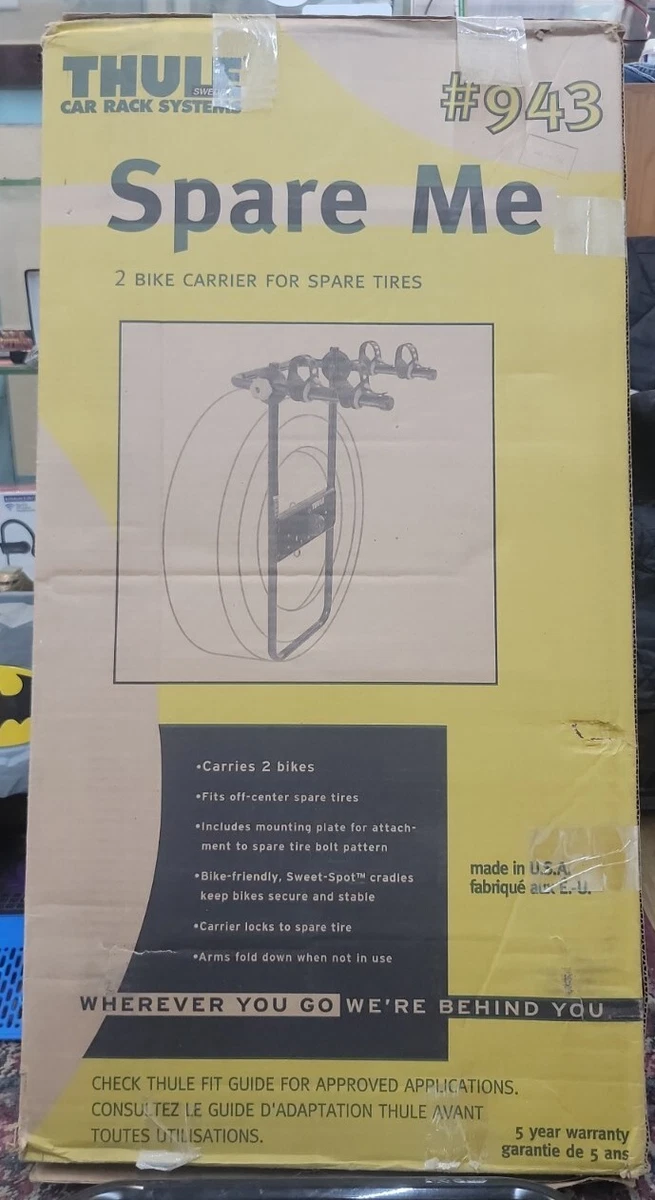 THULE
SWEDEN
CAR RACK SYSTEMS
#943
Spare Me
2 BIKE CARRIER FOR SPARE TIRES
•Carries 2 bikes
•Fits off-center spare tires
•Includes mounting plate for attach-
ment to spare tire bolt pattern
•Bike-friendly, Sweet-Spot™ cradles
keep bikes secure and stable
•Carrier locks to spare tire
•Arms fold down when not in use
made in U.S.A.
fabriqué aux É.-U.
WHEREVER YOU GO WE'RE BEHIND YOU
CHECK THULE FIT GUIDE FOR APPROVED APPLICATIONS.
CONSULTEZ LE GUIDE D'ADAPTATION THULE AVANT
TOUTES UTILISATIONS.
5 year warranty
garantie de 5 ans